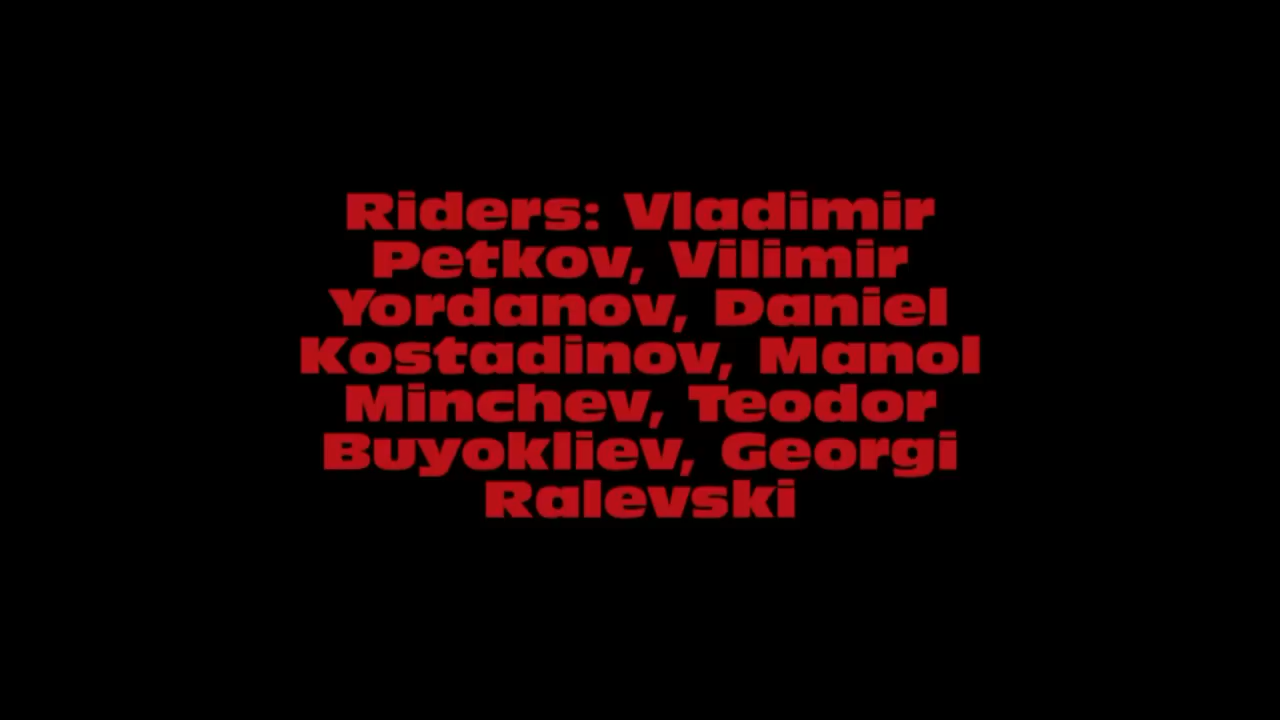 Riders: Vladimir
Petkov, Vilimir
Yordanov, Daniel
Kostadinov, Manol
Minchev, Teodor
Buyokliev, Georgi
Ralevski